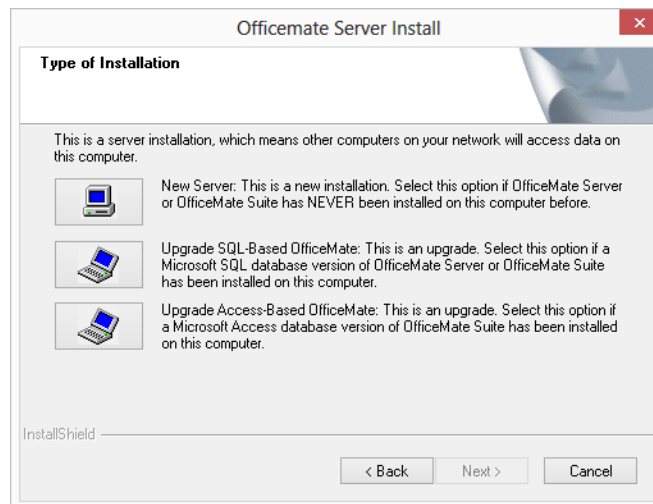 Officemate Server Install
Type of Installation
This is a server installation, which means other computers on your network will access data on
this computer.
New Server: This is a new installation. Select this option if OfficeMate Server
or OfficeMate Suite has NEVER been installed on this computer before.
Upgrade SQL-Based OfficeMate: This is an upgrade. Select this option if a
Microsoft SQL database version of OfficeMate Server or OfficeMate Suite
has been installed on this computer.
Upgrade Access-Based OfficeMate: This is an upgrade. Select this option if
a Microsoft Access database version of OfficeMate Suite has been installed
on this computer.
InstallShield
< Back
Next >
Cancel